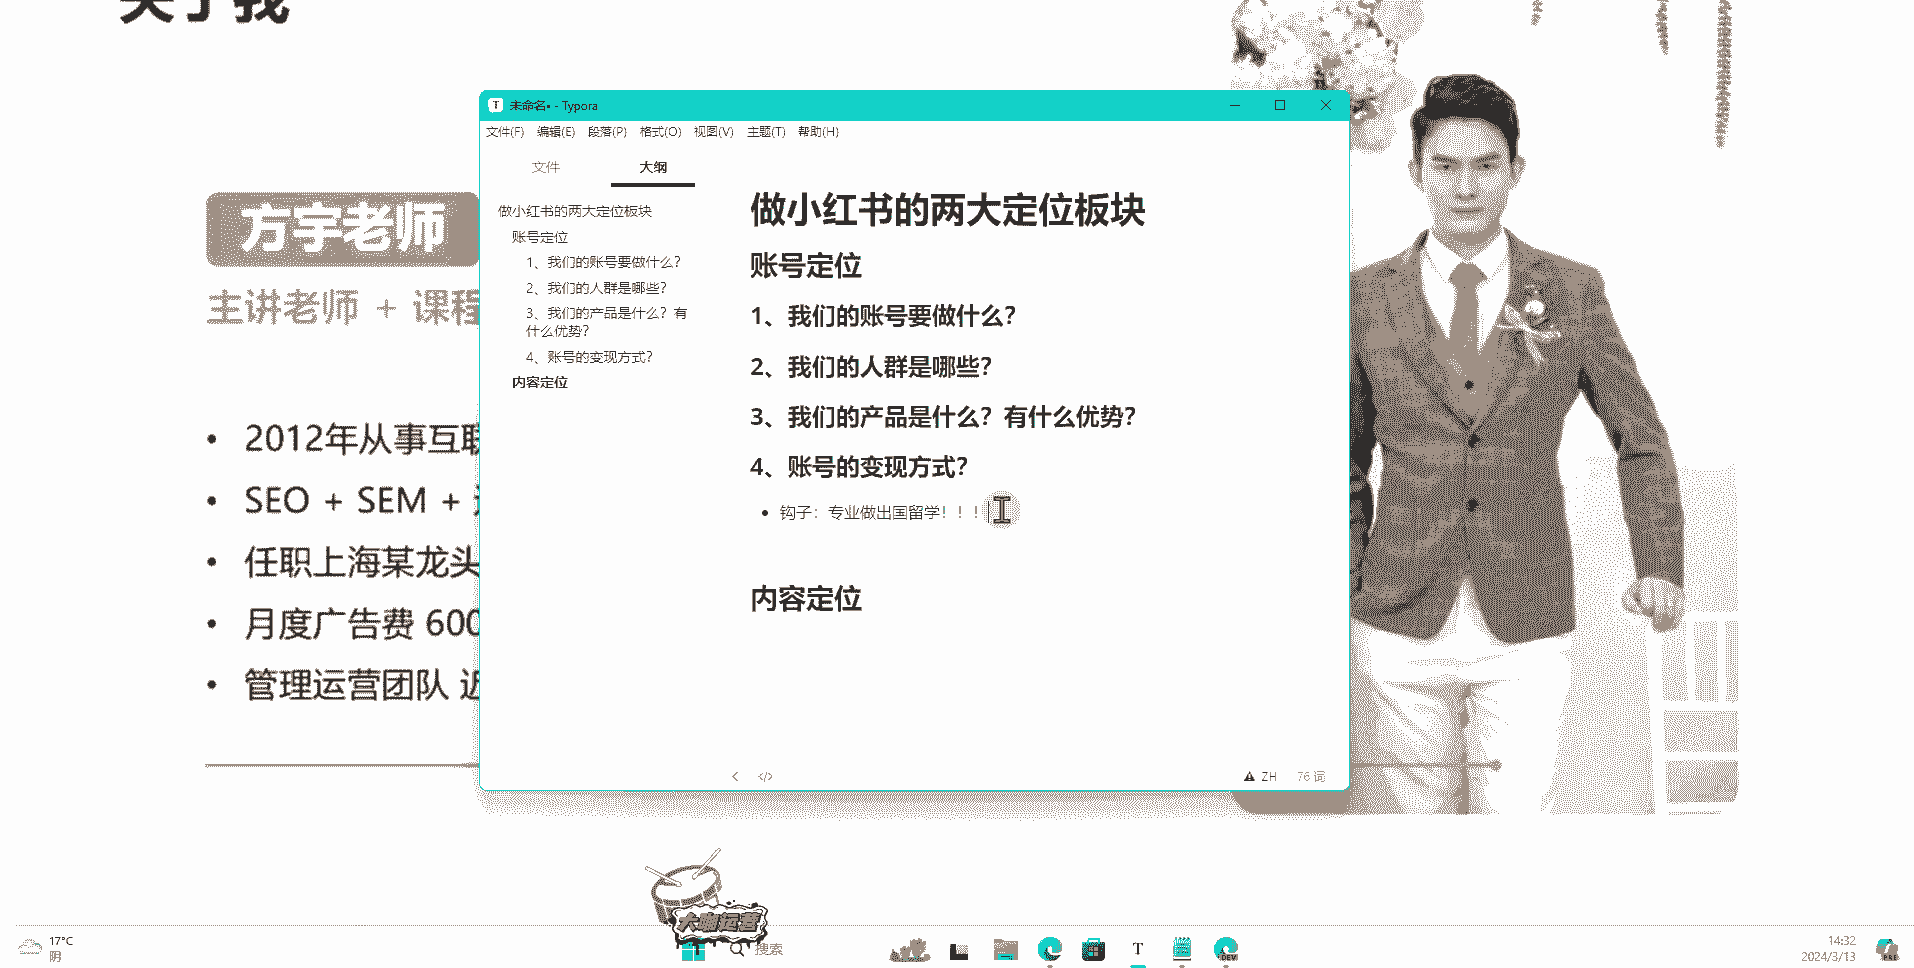 关于我
方宇老师
主讲老师 + 课程
2012年从事互联
SEO + SEM +
任职上海某龙头
月度广告费 600
管理运营团队 近
未命名• - Typora
文件(F) 编辑(E) 段落(P) 格式(O) 视图(V) 主题(T) 帮助(H)
文件 大纲
做小红书的两大定位板块
账号定位
1、我们的账号要做什么?
2、我们的人群是哪些?
3、我们的产品是什么? 有
什么优势?
4、账号的变现方式?
内容定位
做小红书的两大定位板块
账号定位
1、我们的账号要做什么?
2、我们的人群是哪些?
3、我们的产品是什么? 有什么优势?
4、账号的变现方式?
钩子：专业做出国留学！！！
内容定位
ZH 76 词
大咖运营
17°C
阴
搜索
T
DEV
14:32
2024/3/13
PRE